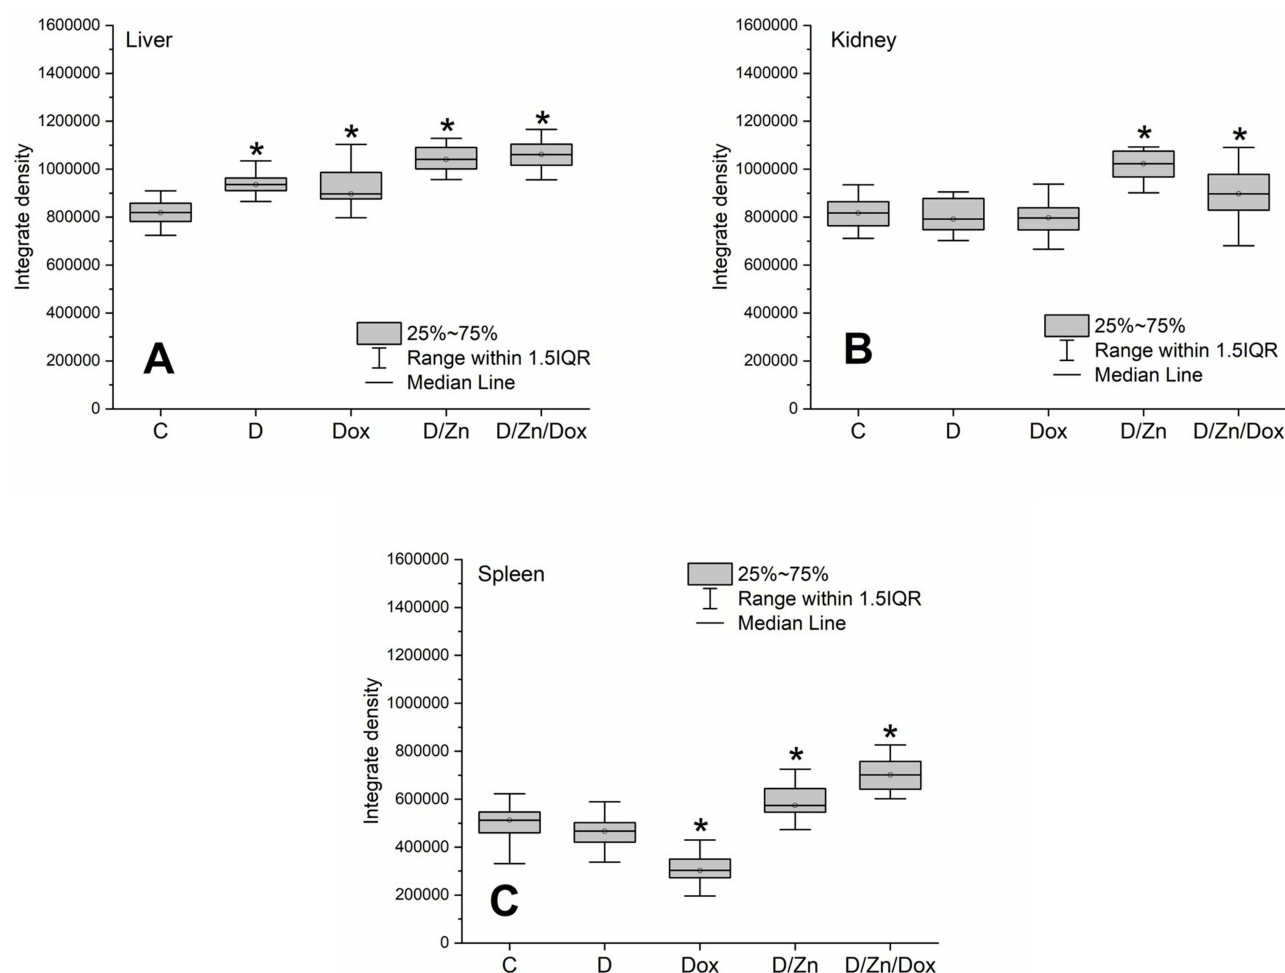 Liver
Integrate density
1600000
1400000
1200000
1000000
800000
600000
400000
200000
0
*
*
*
*
A
25%~75%
Range within 1.5IQR
Median Line
C D Dox D/Zn D/Zn/Dox
Kidney
Integrate density
1600000
1400000
1200000
1000000
800000
600000
400000
200000
0
*
*
B
25%~75%
Range within 1.5IQR
Median Line
C D Dox D/Zn D/Zn/Dox
Spleen
Integrate density
1600000
1400000
1200000
1000000
800000
600000
400000
200000
0
25%~75%
Range within 1.5IQR
Median Line
*
*
*
C
C D Dox D/Zn D/Zn/Dox